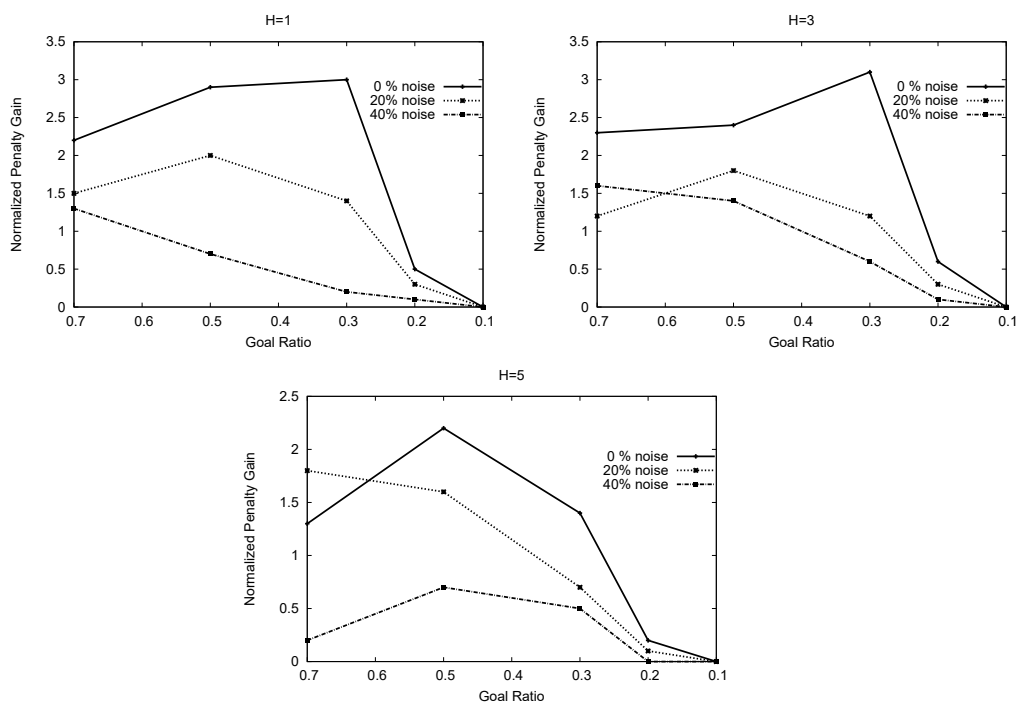 H=1
3.5
3
2.5
2
1.5
1
0.5
0
Normalized Penalty Gain
0 % noise
20% noise
40% noise
0.7 0.6 0.5 0.4 0.3 0.2 0.1
Goal Ratio
H=3
3.5
3
2.5
2
1.5
1
0.5
0
Normalized Penalty Gain
0 % noise
20% noise
40% noise
0.7 0.6 0.5 0.4 0.3 0.2 0.1
Goal Ratio
H=5
2.5
2
1.5
1
0.5
0
Normalized Penalty Gain
0 % noise
20% noise
40% noise
0.7 0.6 0.5 0.4 0.3 0.2 0.1
Goal Ratio